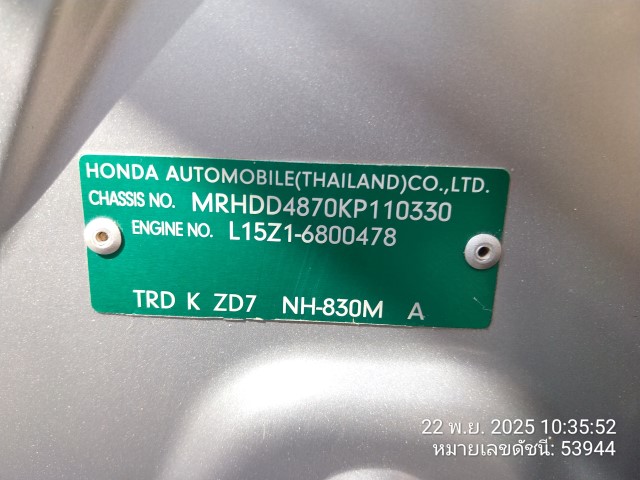 HONDA AUTOMOBILE(THAILAND)CO.,LTD.
CHASSIS NO. MRHDD4870KP110330
ENGINE NO. L15Z1-6800478
TRD K ZD7 NH-830M A
22 พ.ย. 2025 10:35:52
หมายเลขดัชนี: 53944